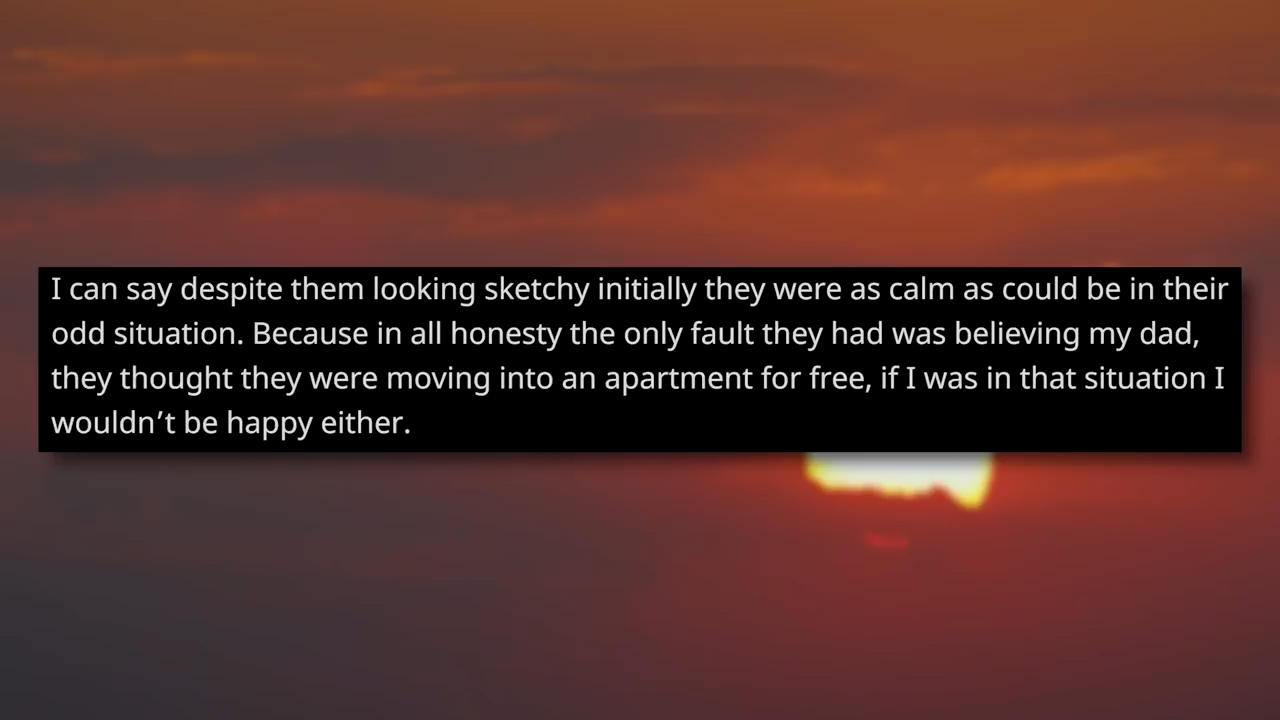 I can say despite them looking sketchy initially they were as calm as could be in their
odd situation. Because in all honesty the only fault they had was believing my dad,
they thought they were moving into an apartment for free, if I was in that situation I
wouldn’t be happy either.